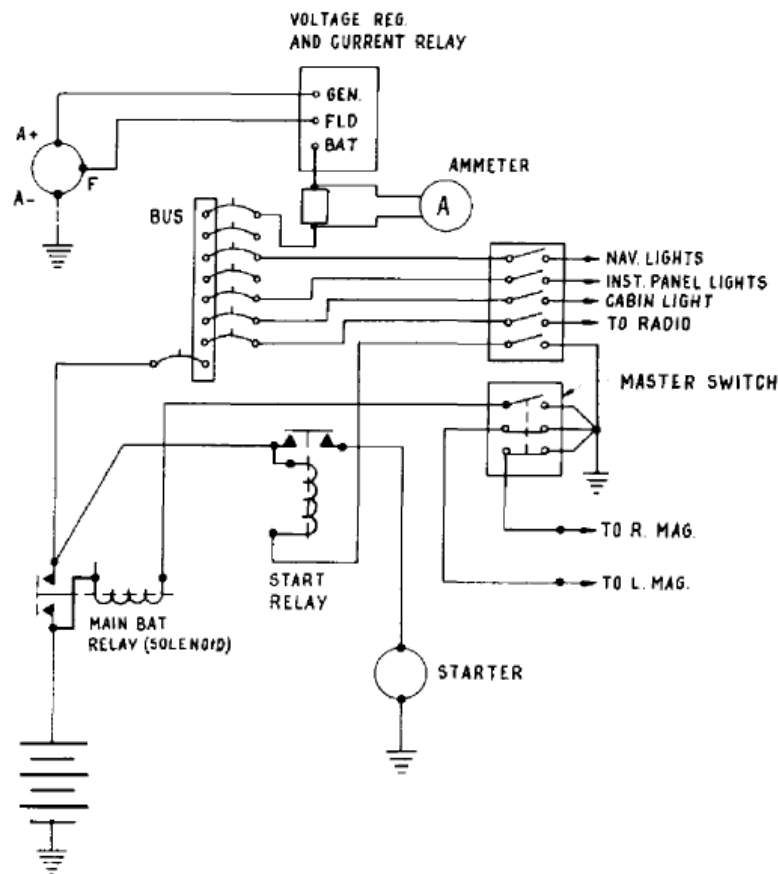 VOLTAGE REG.
AND CURRENT RELAY
GEN.
FLD
BAT
A+
F
A-
AMMETER
A
BUS
NAV. LIGHTS
INST. PANEL LIGHTS
CABIN LIGHT
TO RADIO
MASTER SWITCH
TO R. MAG.
TO L. MAG.
START
RELAY
MAIN BAT
RELAY (SOLENOID)
STARTER